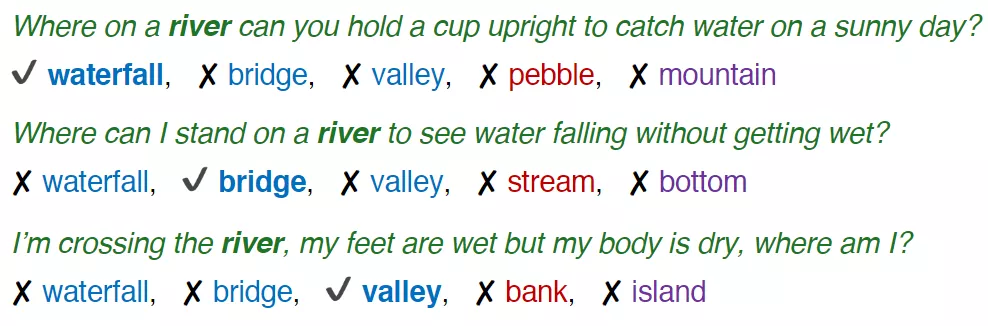 Where on a river can you hold a cup upright to catch water on a sunny day?
✓ waterfall, ✗ bridge, ✗ valley, ✗ pebble, ✗ mountain
Where can I stand on a river to see water falling without getting wet?
✗ waterfall, ✓ bridge, ✗ valley, ✗ stream, ✗ bottom
I'm crossing the river, my feet are wet but my body is dry, where am I?
✗ waterfall, ✗ bridge, ✓ valley, ✗ bank, ✗ island